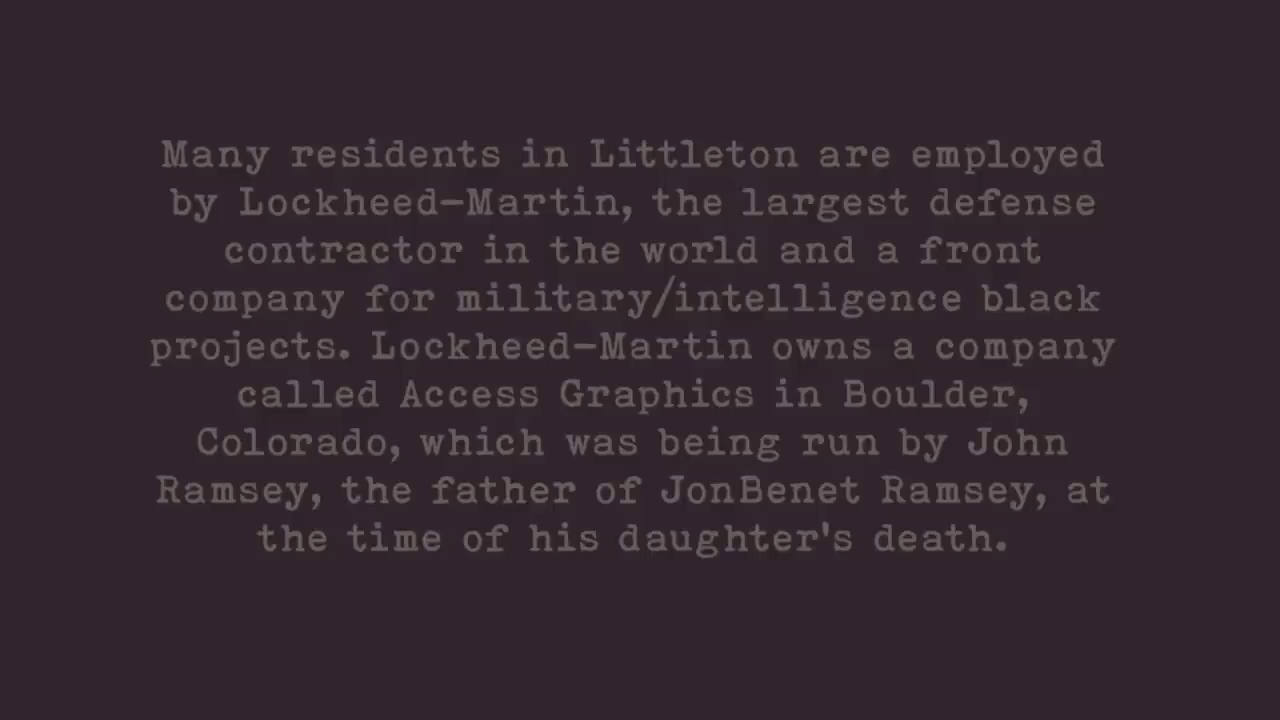 Many residents in Littleton are employed
by Lockheed-Martin, the largest defense
contractor in the world and a front
company for military/intelligence black
projects. Lockheed-Martin owns a company
called Access Graphics in Boulder,
Colorado, which was being run by John
Ramsey, the father of JonBenet Ramsey, at
the time of his daughter's death.